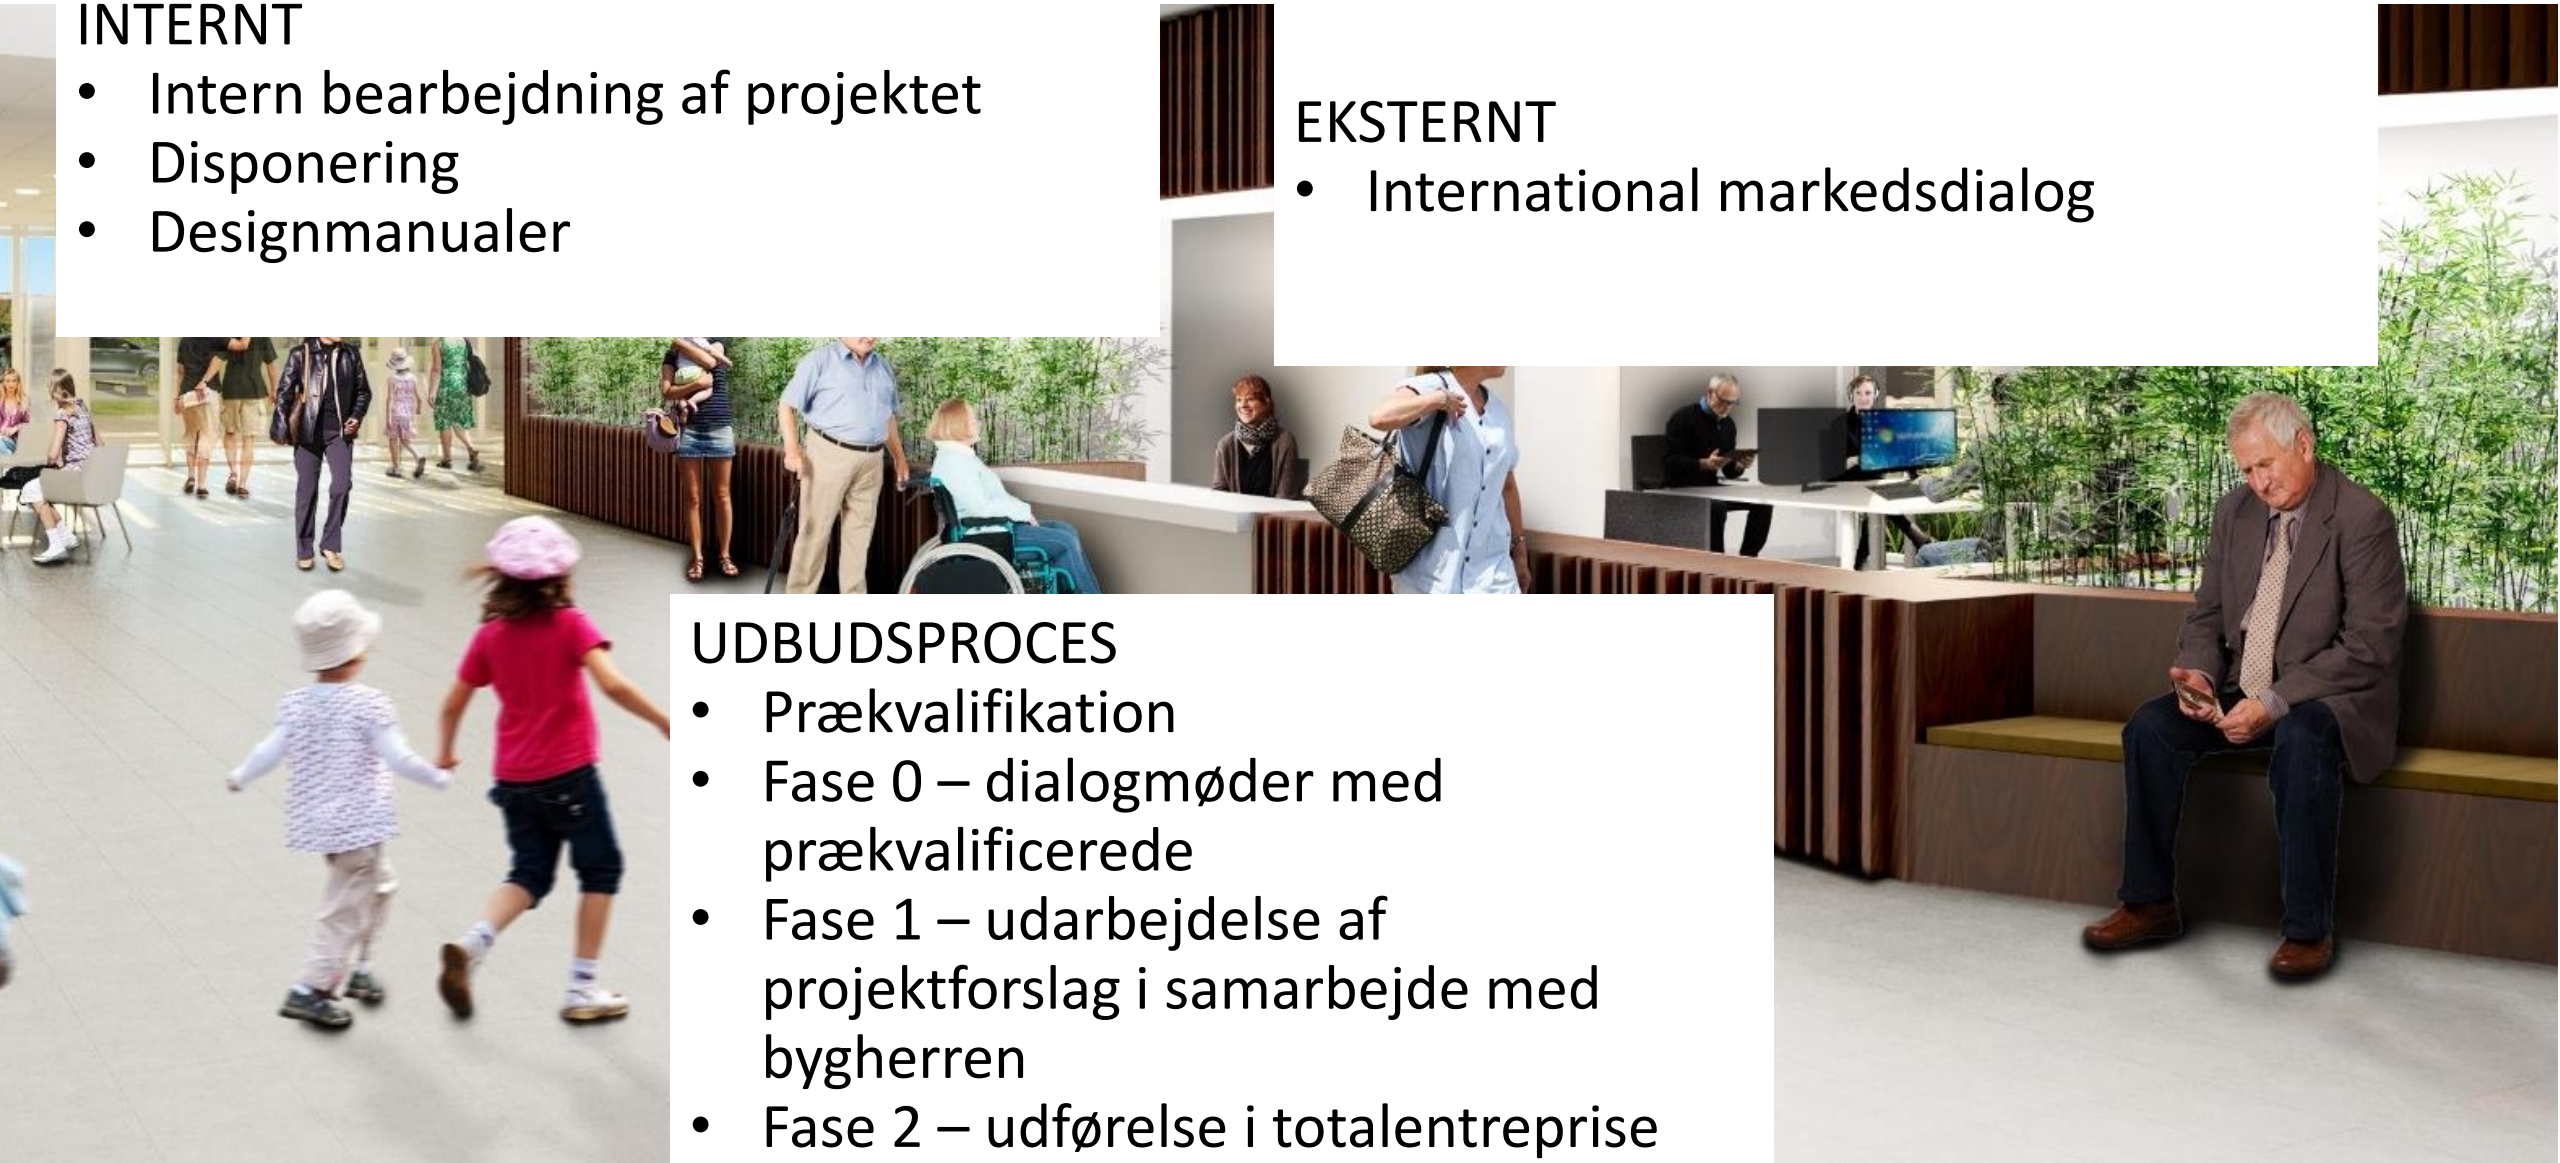 INTERNT
• Intern bearbejdning af projektet
• Disponering
• Designmanualer
EKSTERNT
• International markedsdialog
UDBUDSPROCES
• Prækvalifikation
• Fase 0 – dialogmøder med
prækvalificerede
• Fase 1 – udarbejdelse af
projektforslag i samarbejde med
bygherren
• Fase 2 – udførelse i totalentreprise